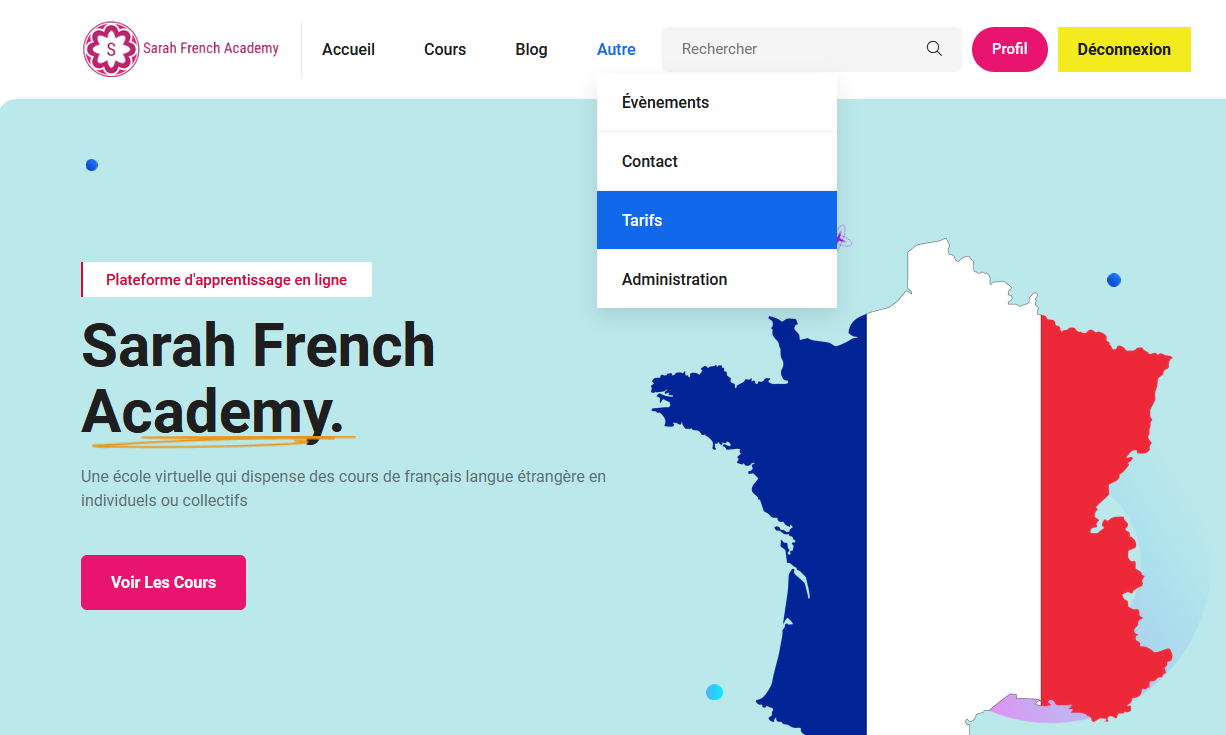 S
Sarah French Academy
Accueil
Cours
Blog
Autre
Rechercher
Profil
Déconnexion
Évènements
Contact
Tarifs
Administration
Plateforme d'apprentissage en ligne
Sarah French
Academy.
Une école virtuelle qui dispense des cours de français langue étrangère en
individuels ou collectifs
Voir Les Cours